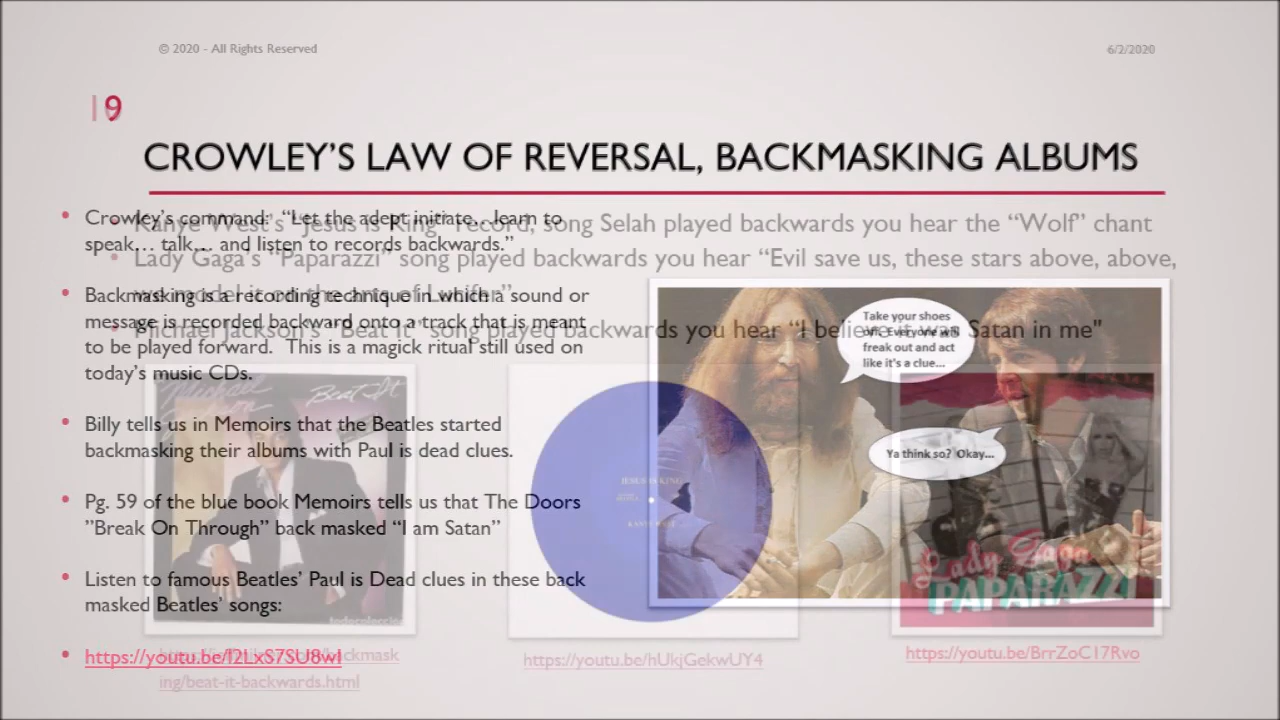 © 2020 - All Rights Reserved
6/2/2020
9
CROWLEY'S LAW OF REVERSAL, BACKMASKING ALBUMS
• Crowley's command: "Let the adept initiate... learn to
speak... talk... and listen to records backwards."
• Backmasking is a recording technique in which a sound or
message is recorded backward onto a track that is meant
to be played forward. This is a magick ritual still used on
today's music CDs.
• Billy tells us in Memoirs that the Beatles started
backmasking their albums with Paul is dead clues.
• Pg. 59 of the blue book Memoirs tells us that The Doors
"Break On Through" back masked "I am Satan"
• Listen to famous Beatles' Paul is Dead clues in these back
masked Beatles' songs:
• Kanye West's "Jesus is King" record, song Selah played backwards you hear the "Wolf" chant
• Lady Gaga's "Paparazzi" song played backwards you hear "Evil save us, these stars above, above,
• Michael Jackson's "Beat It" song played backwards you hear "I believe it was Satan in me"
Take your shoes
off. Everyone will
freak out and act
like it's a clue...
Ya think so? Okay...
Beat It
JESUS IS KING
KANYE WEST
Lady Gaga
PAPARAZZI
ing/beat-it-backwards.html
https://youtu.be/hUkjGekwUY4
https://youtu.be/BrrZoC17Rvo